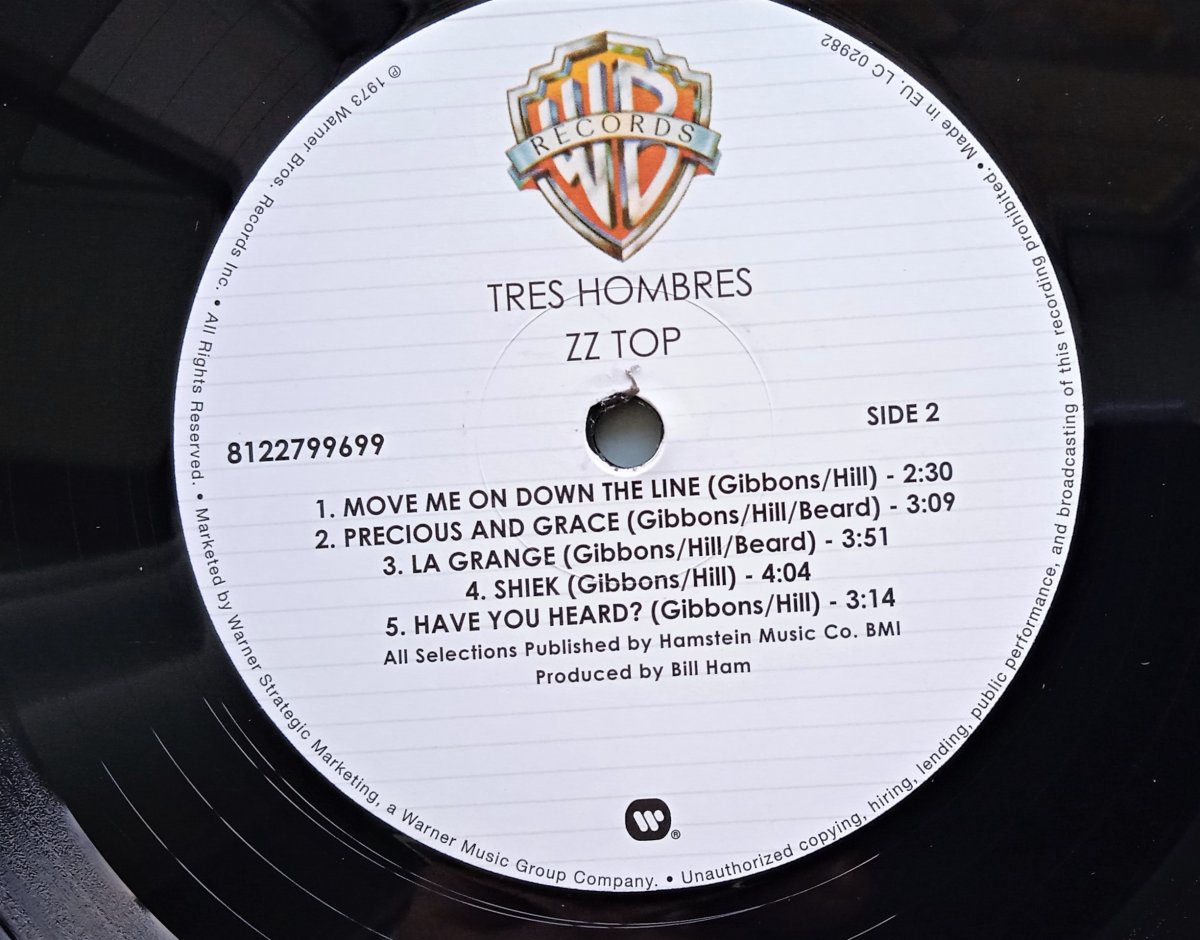 WB
RECORDS
TRES HOMBRES
ZZ TOP
8122799699
SIDE 2
1. MOVE ME ON DOWN THE LINE (Gibbons/Hill) - 2:30
2. PRECIOUS AND GRACE (Gibbons/Hill/Beard) - 3:09
3. LA GRANGE (Gibbons/Hill/Beard) - 3:51
4. SHIEK (Gibbons/Hill) - 4:04
5. HAVE YOU HEARD? (Gibbons/Hill) - 3:14
All Selections Published by Hamstein Music Co. BMI
Produced by Bill Ham
W ®
℗ 1973 Warner Bros. Records Inc. • All Rights Reserved. • Marketed by Warner Strategic Marketing, a Warner Music Group Company. • Unauthorized copying, hiring, lending, public performance, and broadcasting of this recording prohibited. • Made in EU. LC 02982